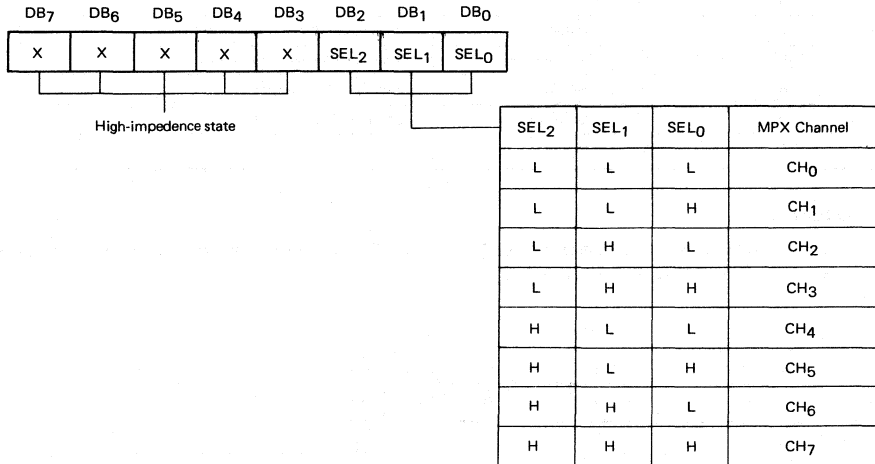 DB7 DB6 DB5 DB4 DB3 DB2 DB1 DB0
X X X X X SEL2 SEL1 SEL0
High-impedence state
SEL2 SEL1 SEL0 MPX Channel
L L L CH0
L L H CH1
L H L CH2
L H H CH3
H L L CH4
H L H CH5
H H L CH6
H H H CH7